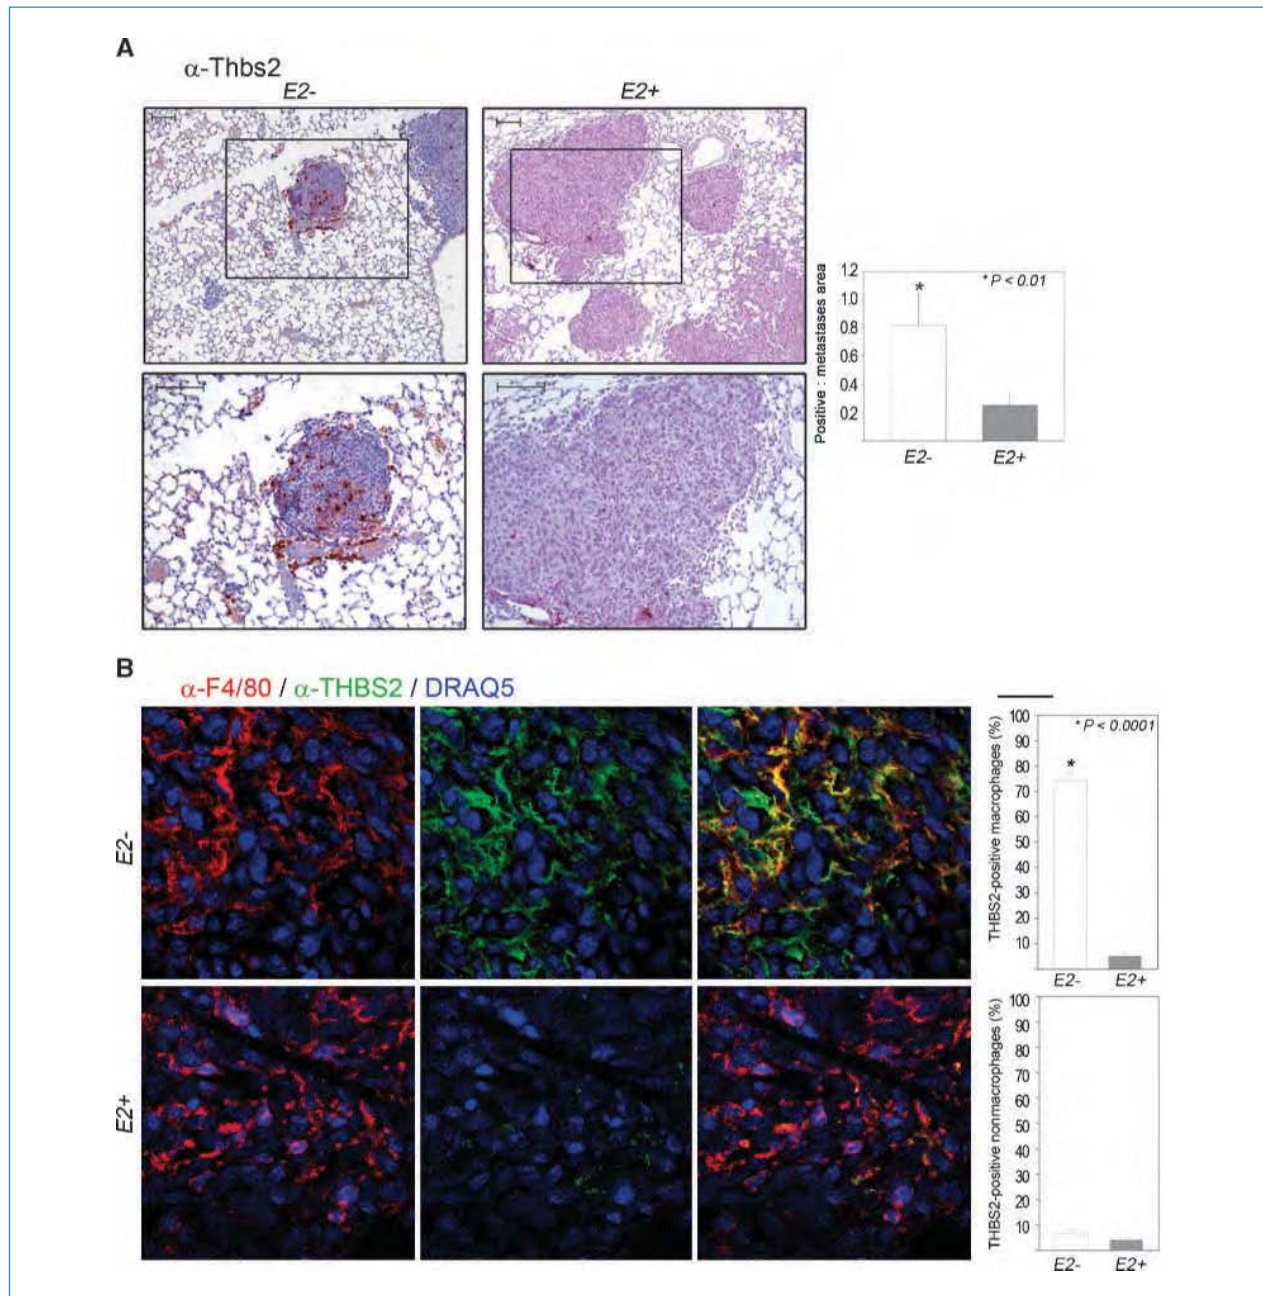 A
α-Thbs2
E2-
E2+
Positive : metastases area
1.2
1.0
0.8
0.6
0.4
0.2
* P < 0.01
*
E2-
E2+
B
α-F4/80 / α-THBS2 / DRAQ5
E2-
E2+
THBS2-positive macrophages (%)
100
90
80
70
60
50
40
30
20
10
* P < 0.0001
*
E2-
E2+
THBS2-positive nonmacrophages (%)
100
90
80
70
60
50
40
30
20
10
E2-
E2+